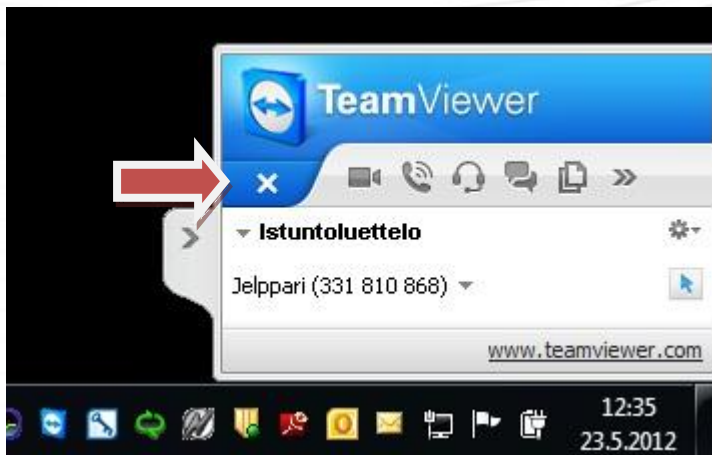 TeamViewer
Istuntoluettelo
Jelppari (331 810 868)
www.teamviewer.com
12:35
23.5.2012